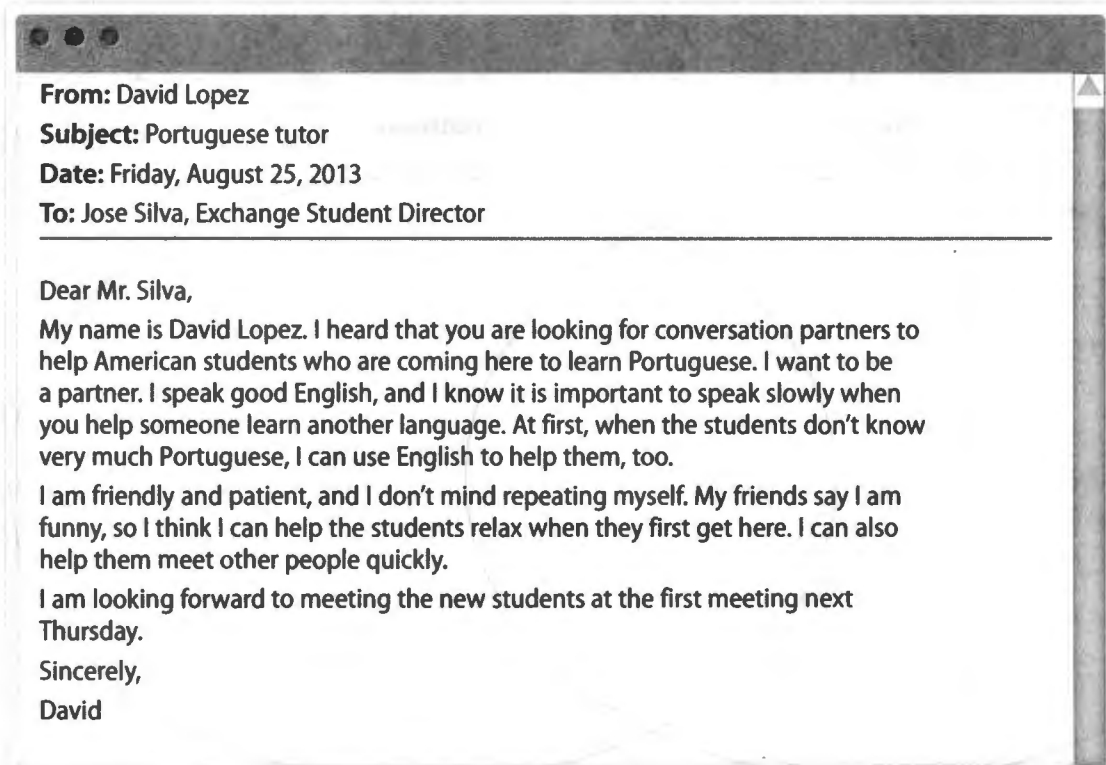 From: David Lopez
Subject: Portuguese tutor
Date: Friday, August 25, 2013
To: Jose Silva, Exchange Student Director
Dear Mr. Silva,
My name is David Lopez. I heard that you are looking for conversation partners to
help American students who are coming here to learn Portuguese. I want to be
a partner. I speak good English, and I know it is important to speak slowly when
you help someone learn another language. At first, when the students don't know
very much Portuguese, I can use English to help them, too.
I am friendly and patient, and I don't mind repeating myself. My friends say I am
funny, so I think I can help the students relax when they first get here. I can also
help them meet other people quickly.
I am looking forward to meeting the new students at the first meeting next
Thursday.
Sincerely,
David